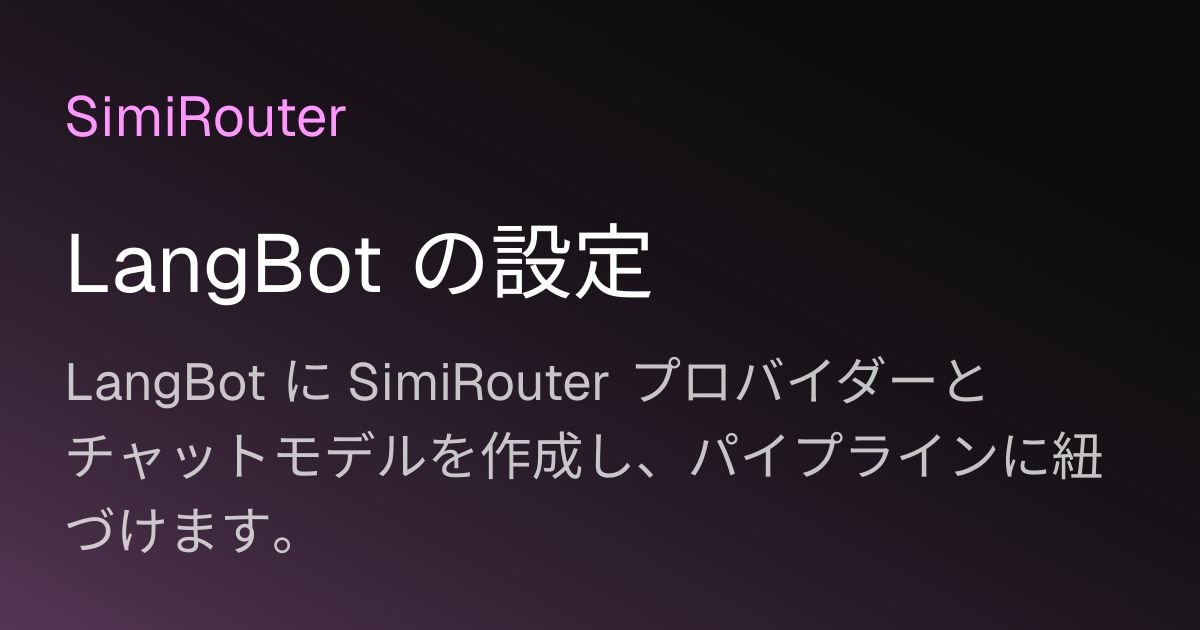 SimiRouter
LangBot の設定
LangBot に SimiRouter プロバイダーと
チャットモデルを作成し、パイプラインに紐
づけます。